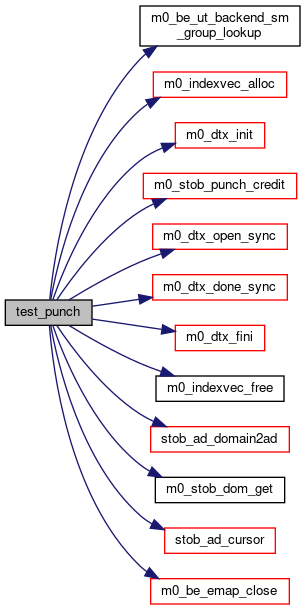 m0_be_ut_backend_sm
_group_lookup
m0_indexvec_alloc
m0_dtx_init
m0_stob_punch_credit
m0_dtx_open_sync
m0_dtx_done_sync
test_punch
m0_dtx_fini
m0_indexvec_free
stob_ad_domain2ad
m0_stob_dom_get
stob_ad_cursor
m0_be_emap_close